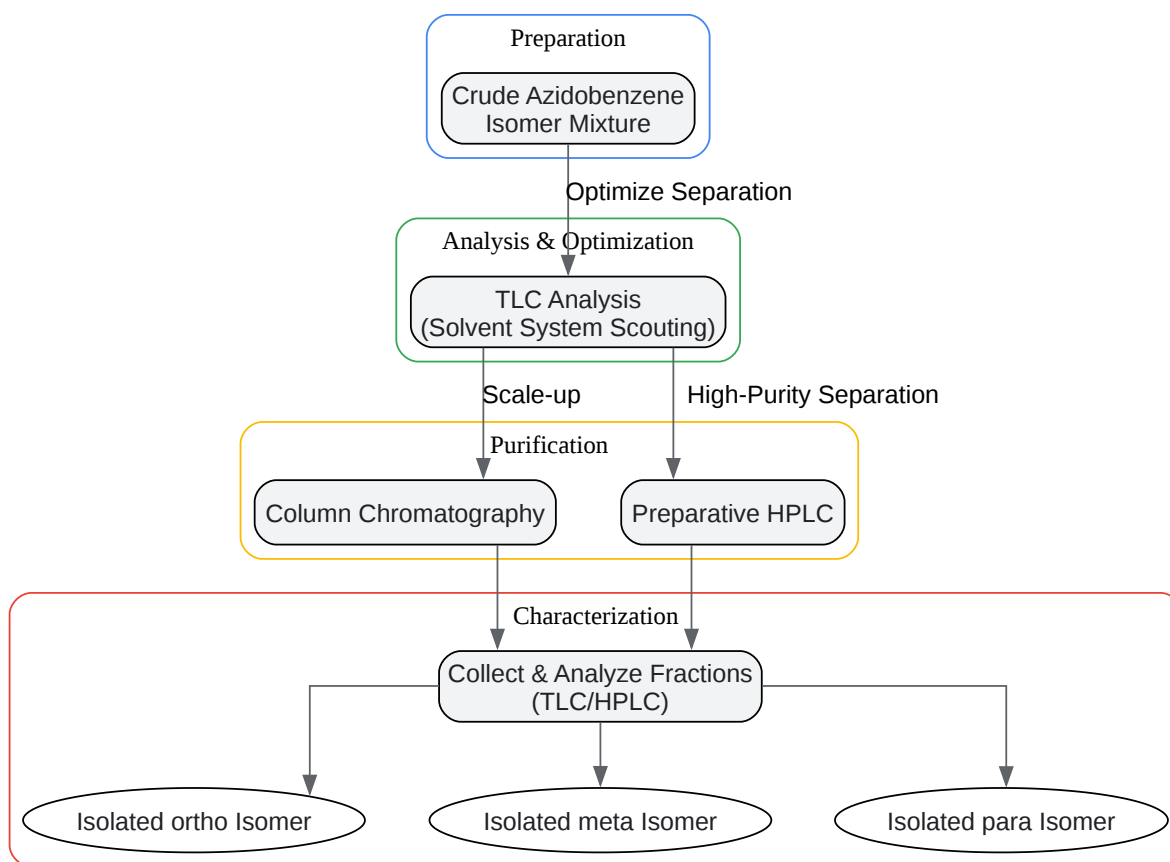 Preparation
Crude Azidobenzene
Isomer Mixture
Optimize Separation
Analysis & Optimization
TLC Analysis
(Solvent System Scouting)
Scale-up
High-Purity Separation
Purification
Column Chromatography
Preparative HPLC
Characterization
Collect & Analyze Fractions
(TLC/HPLC)
Isolated ortho Isomer
Isolated meta Isomer
Isolated para Isomer